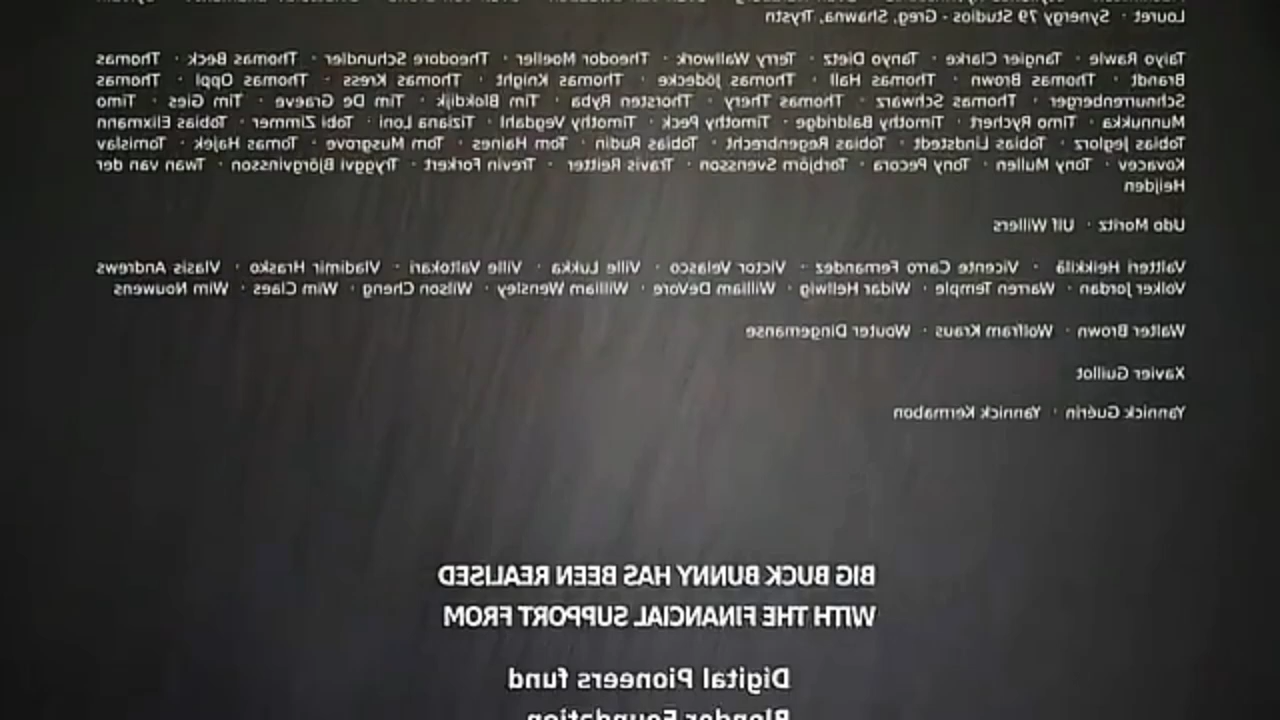 Louret · Synergy 79 Studios - Greg, Shawna, Trystn
Taiyo Rawle · Tangier Clarke · Tanyo Dietz · Terry Wallwork · Theodor Moeller · Theodore Schundler · Thomas Beck · Thomas
Brandt · Thomas Brown · Thomas Hall · Thomas Jödecke · Thomas Knight · Thomas Kress · Thomas Oppl · Thomas
Schnurrenberger · Thomas Schwarz · Thomas Thery · Thorsten Ryba · Tim Blokdijk · Tim De Graeve · Tim Gies · Timo
Munnukka · Timo Rychert · Timothy Baldridge · Timothy Peck · Timothy Vegdahl · Tiziana Loni · Tobi Zimmer · Tobias Elixmann
Tobias Jeglorz · Tobias Lindstedt · Tobias Regenbrecht · Tobias Rudin · Tom Haines · Tom Musgrove · Tomas Hajek · Tomislav
Kovacev · Tony Mullen · Tony Pecora · Torbjörn Svensson · Travis Reitter · Trevin Forkert · Tryggvi Björgvinsson · Twan van der
Heijden
Udo Moritz · Ulf Willers
Valtteri Heikkilä · Vicente Carro Fernandez · Victor Velasco · Ville Lukka · Ville Valtokari · Vladimir Hrasko · Vlasis Andrews
Volker Jordan · Warren Temple · Widar Hellwig · William DeVore · William Wensley · Wilson Cheng · Wim Claes · Wim Nouwens
Walter Brown · Wolfram Kraus · Wouter Dingemanse
Xavier Guillot
Yannick Guérin · Yannick Kermabon
BIG BUCK BUNNY HAS BEEN REALISED
WITH THE FINANCIAL SUPPORT FROM
Digital Pioneers fund
Blender Foundation